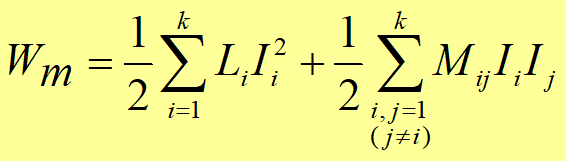 W_m = \frac{1}{2} \sum_{i=1}^{k} L_i I_i^2 + \frac{1}{2} \sum_{\substack{i,j=1 \\ (j \neq i)}}^{k} M_{ij} I_i I_j